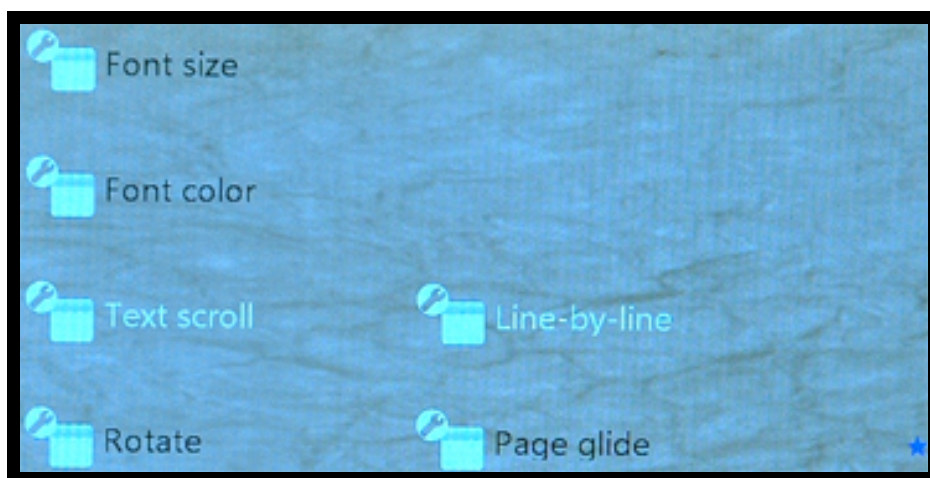 Font size
Font color
Text scroll
Line-by-line
Rotate
Page glide